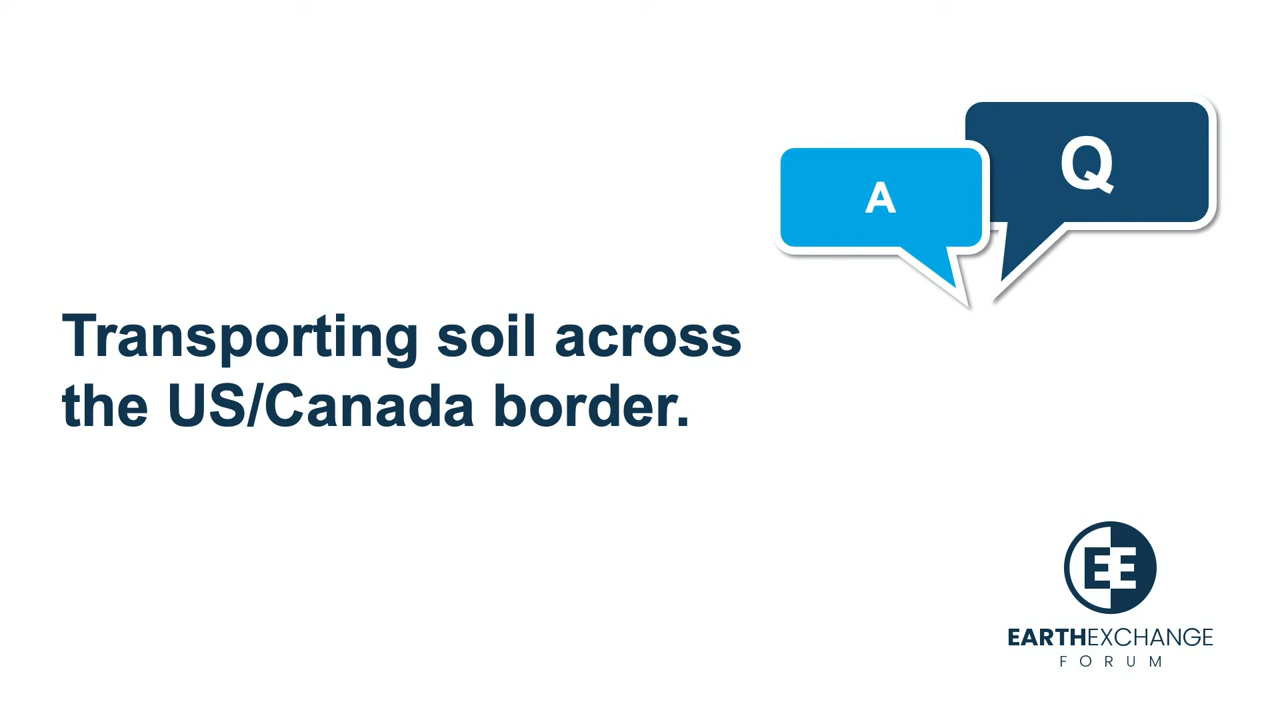 Q
A
Transporting soil across
the US/Canada border.
EE
EARTHEXCHANGE
FORUM